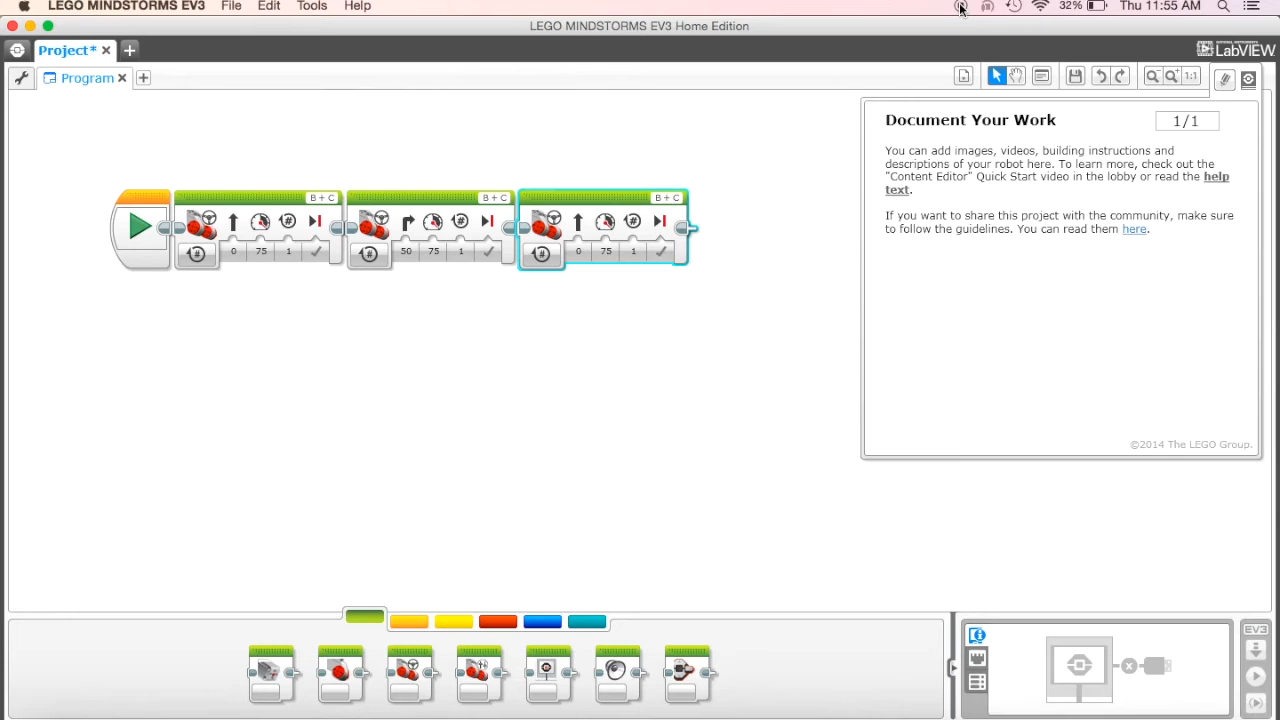 LEGO MINDSTORMS EV3 File Edit Tools Help 32% Thu 11:55 AM
LEGO MINDSTORMS EV3 Home Edition
Project*
LabVIEW
Program
1:1
Document Your Work 1/1
You can add images, videos, building instructions and
descriptions of your robot here. To learn more, check out the
"Content Editor" Quick Start video in the lobby or read the help
text.
If you want to share this project with the community, make sure
to follow the guidelines. You can read them here.
B + C B + C B + C
# # #
# 0 75 1 # 50 75 1 # 0 75 1
©2014 The LEGO Group.
EV3